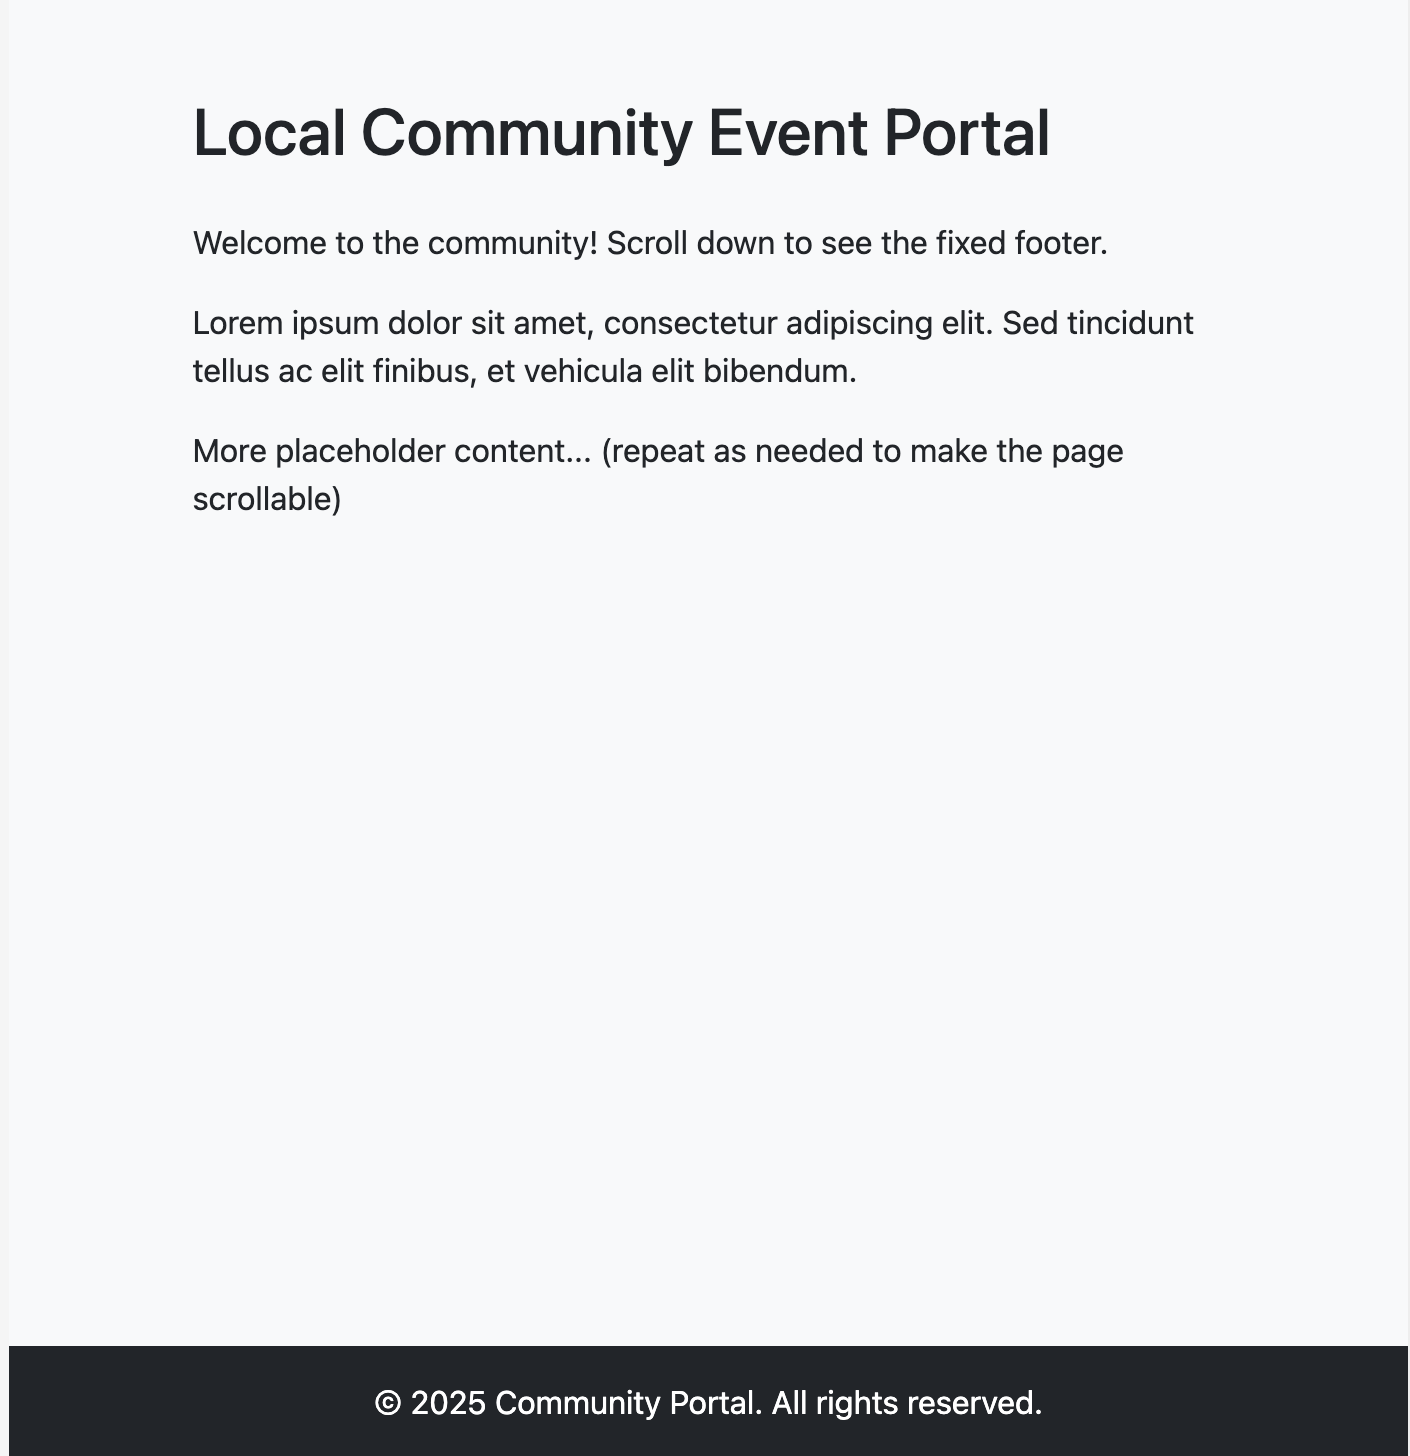 Local Community Event Portal
Welcome to the community! Scroll down to see the fixed footer.
Lorem ipsum dolor sit amet, consectetur adipiscing elit. Sed tincidunt
tellus ac elit finibus, et vehicula elit bibendum.
More placeholder content... (repeat as needed to make the page
scrollable)
© 2025 Community Portal. All rights reserved.